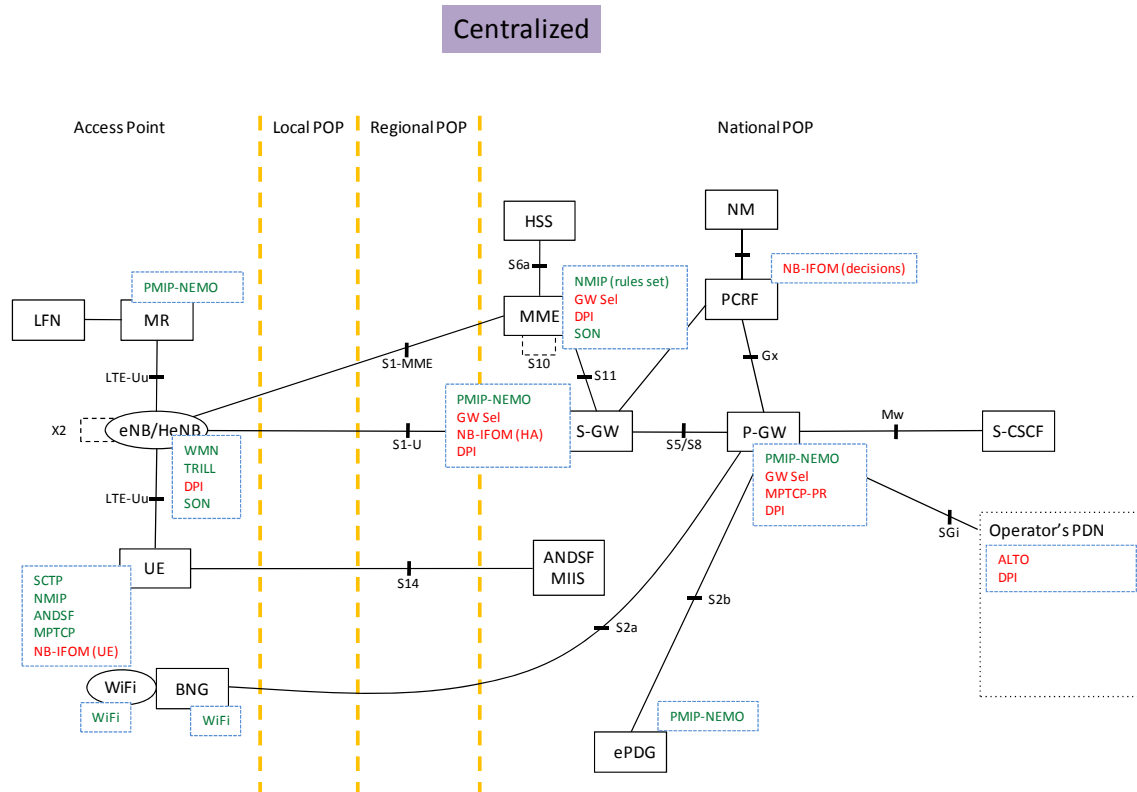 Centralized
Access Point
Local POP
Regional POP
National POP
HSS
NM
S6a
NMIP (rules set)
GW Sel
DPI
SON
NB-IFOM (decisions)
PMIP-NEMO
LFN
MR
MME
PCRF
S10
S1-MME
S11
Gx
LTE-Uu
PMIP-NEMO
GW Sel
NB-IFOM (HA)
DPI
X2
eNB/HeNB
S1-U
S-GW
S5/S8
P-GW
Mw
S-CSCF
WMN
TRILL
DPI
SON
PMIP-NEMO
GW Sel
MPTCP-PR
DPI
LTE-Uu
SGi
Operator's PDN
ALTO
DPI
UE
S14
ANDSF
MIIS
SCTP
NMIP
ANDSF
MPTCP
NB-IFOM (UE)
S2b
S2a
WiFi
BNG
WiFi
WiFi
PMIP-NEMO
ePDG